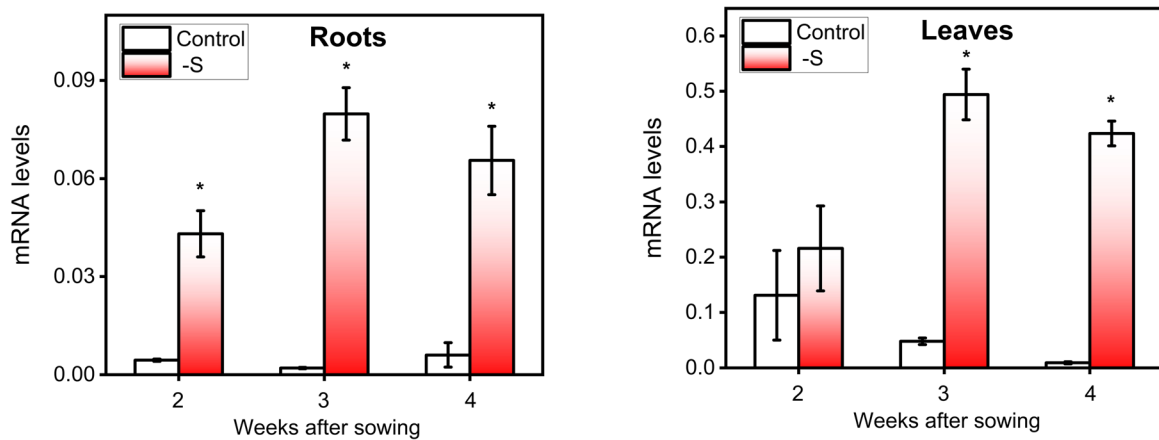 Roots
Control
-S
mRNA levels
0.09
0.06
0.03
0.00
*
*
*
2 3 4
Weeks after sowing
Leaves
Control
-S
mRNA levels
0.6
0.5
0.4
0.3
0.2
0.1
0.0
*
*
2 3 4
Weeks after sowing